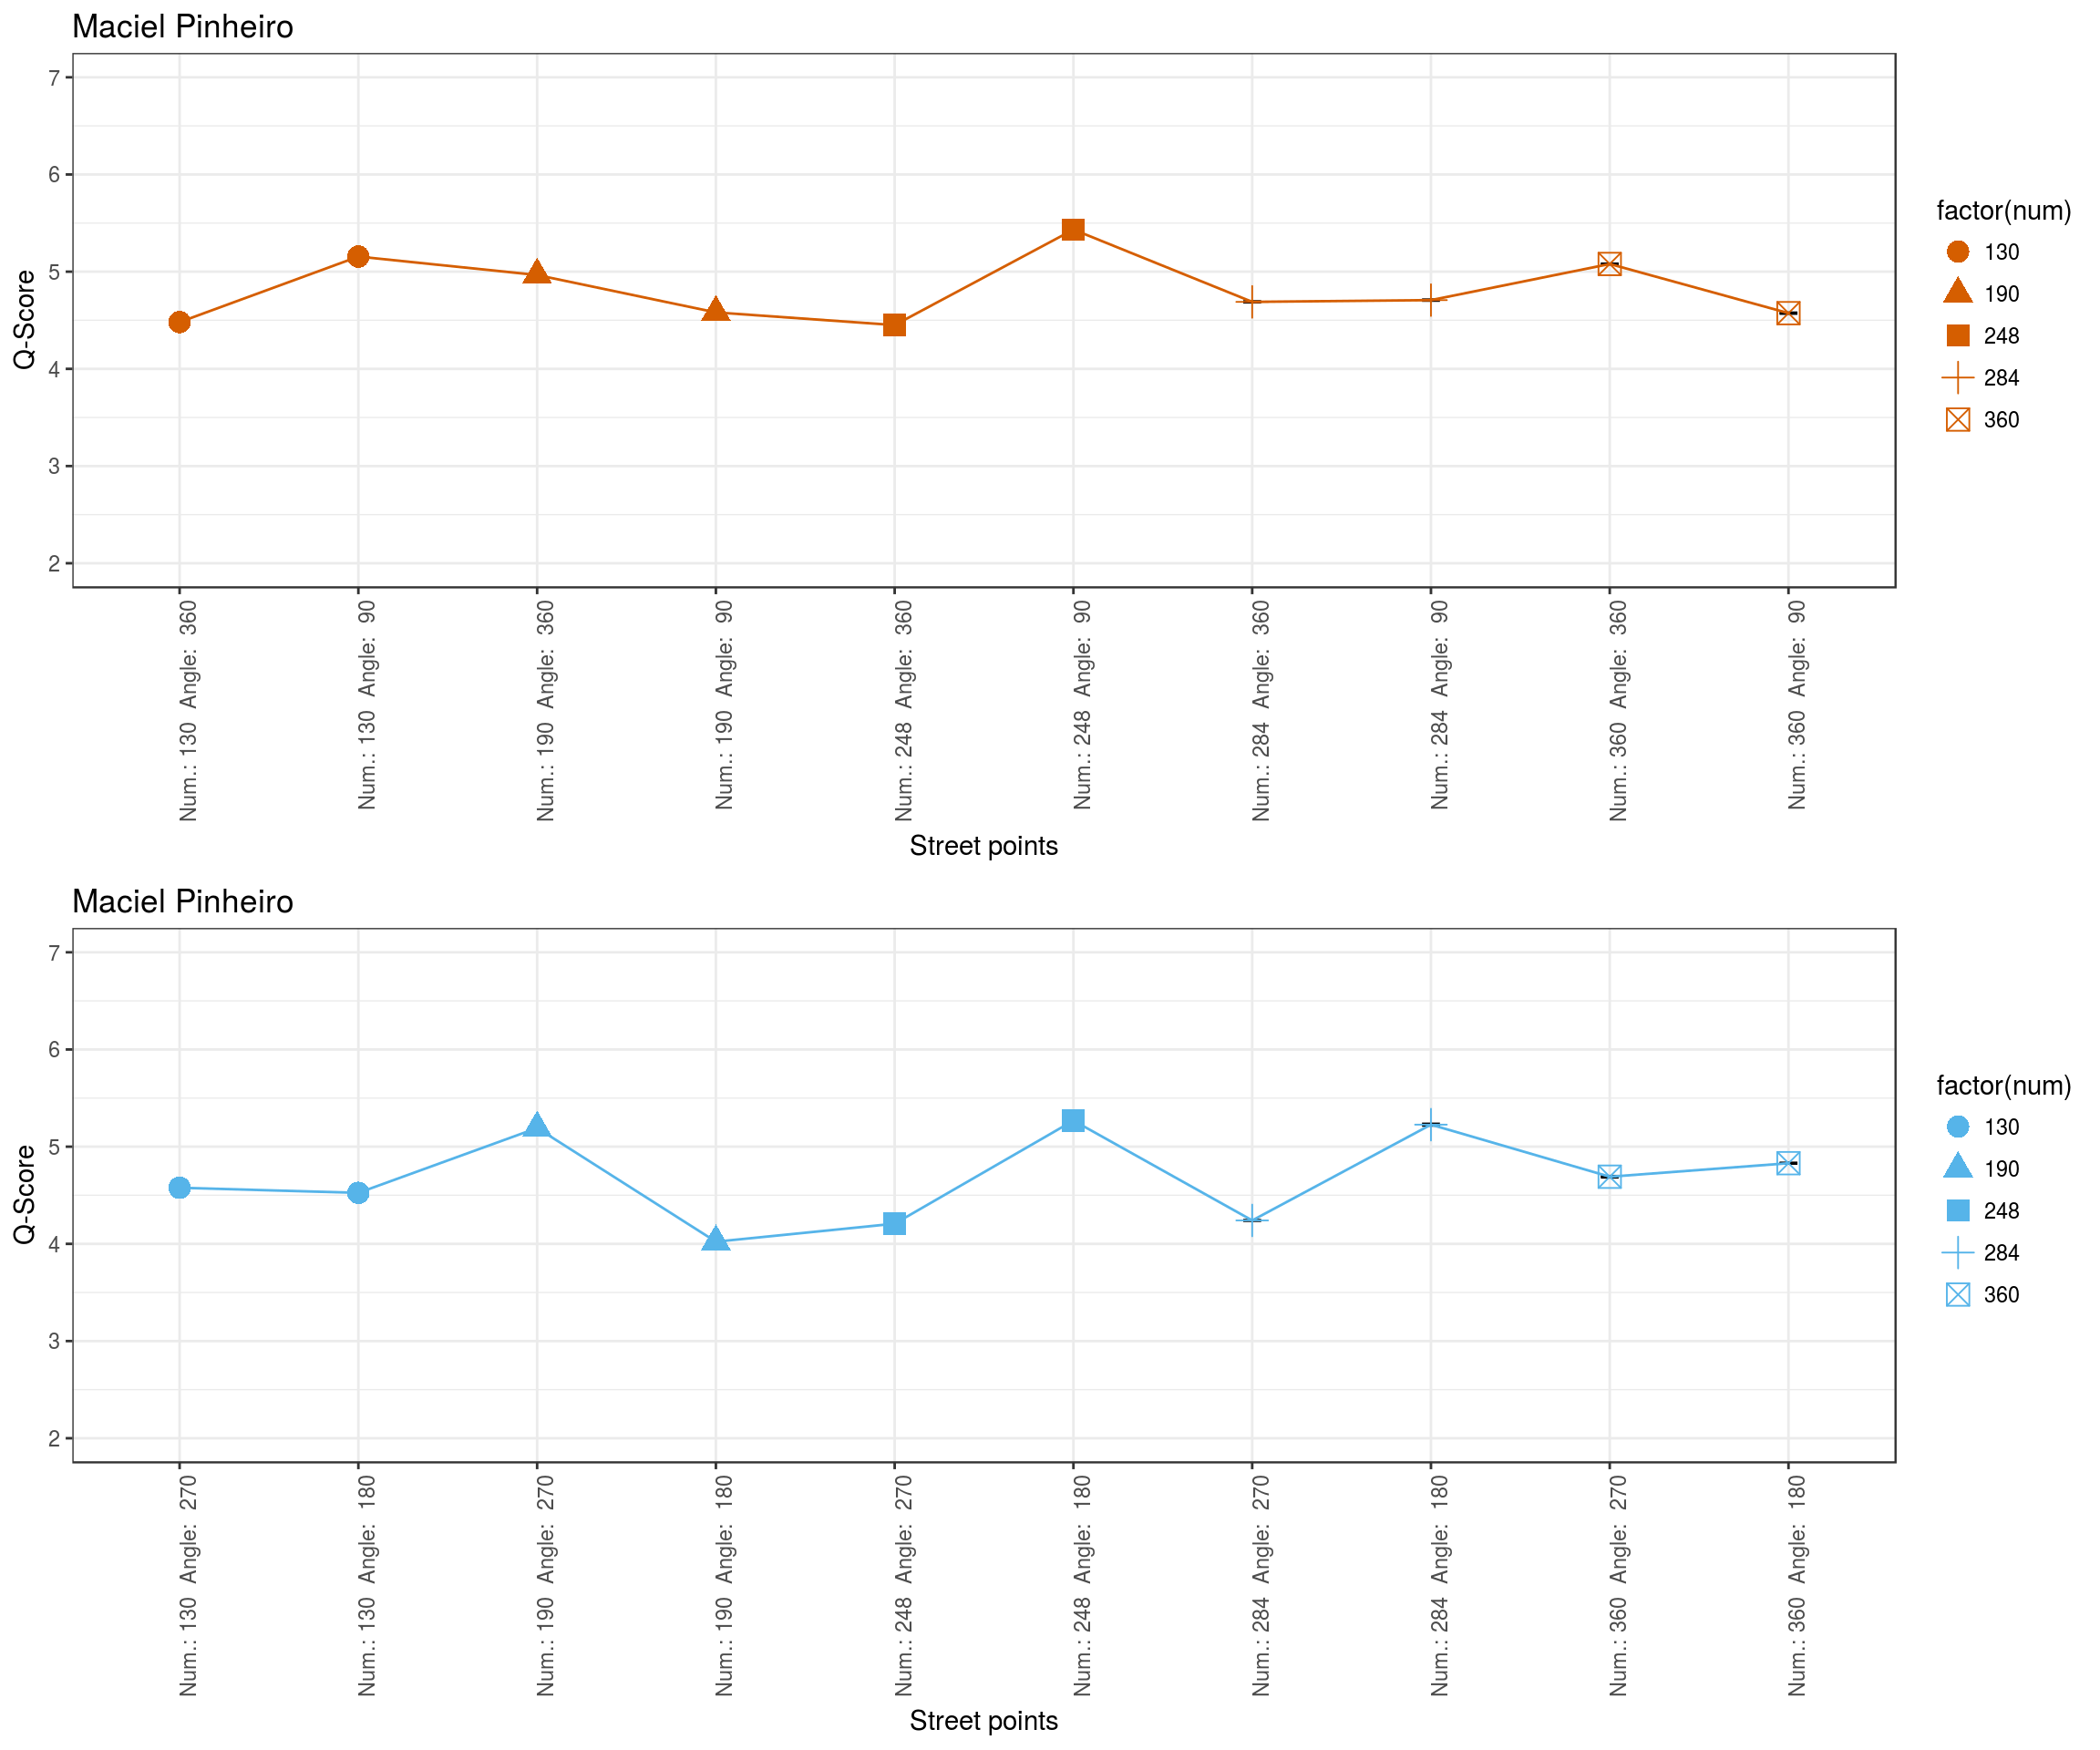 Maciel Pinheiro
7
6
5
4
3
2
Q-Score
Num.: 130  Angle:  360
Num.: 130  Angle:  90
Num.: 190  Angle:  360
Num.: 190  Angle:  90
Num.: 248  Angle:  360
Num.: 248  Angle:  90
Num.: 284  Angle:  360
Num.: 284  Angle:  90
Num.: 360  Angle:  360
Num.: 360  Angle:  90
Street points
factor(num)
130
190
248
284
360
Maciel Pinheiro
7
6
5
4
3
2
Q-Score
Num.: 130  Angle:  270
Num.: 130  Angle:  180
Num.: 190  Angle:  270
Num.: 190  Angle:  180
Num.: 248  Angle:  270
Num.: 248  Angle:  180
Num.: 284  Angle:  270
Num.: 284  Angle:  180
Num.: 360  Angle:  270
Num.: 360  Angle:  180
Street points
factor(num)
130
190
248
284
360